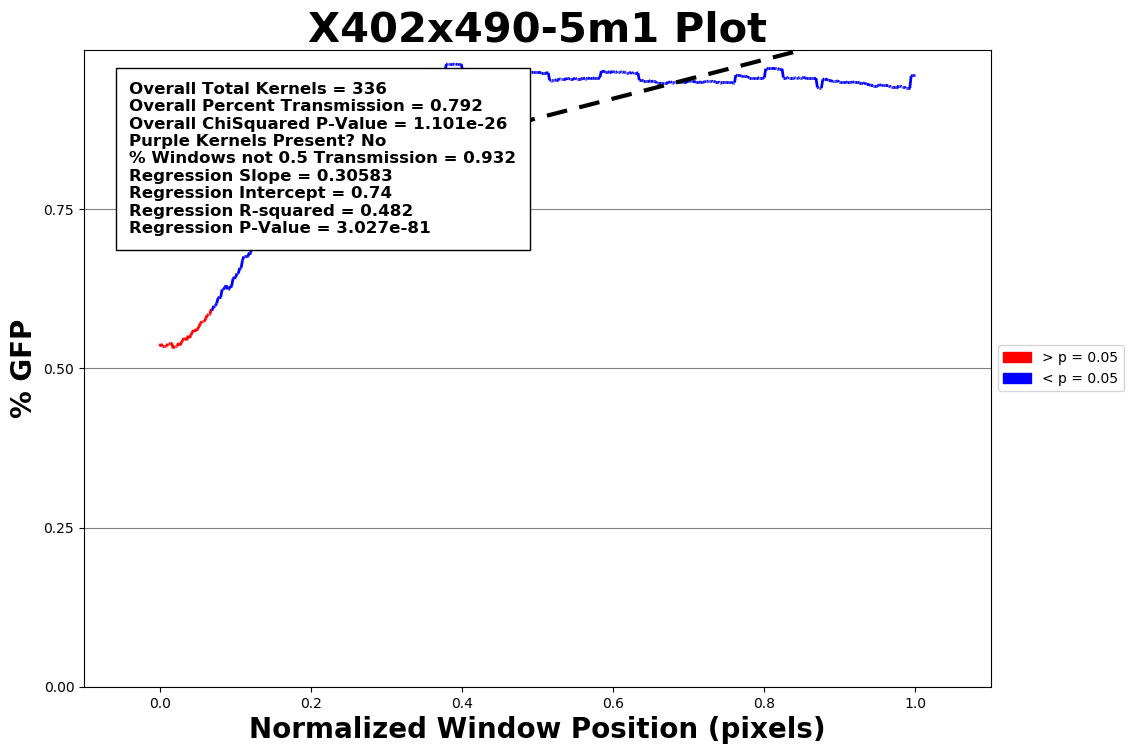 X402x490-5m1 Plot
Overall Total Kernels = 336
Overall Percent Transmission = 0.792
Overall ChiSquared P-Value = 1.101e-26
Purple Kernels Present? No
% Windows not 0.5 Transmission = 0.932
Regression Slope = 0.30583
Regression Intercept = 0.74
Regression R-squared = 0.482
Regression P-Value = 3.027e-81
% GFP
0.75
0.50
0.25
0.00
> p = 0.05
< p = 0.05
0.0 0.2 0.4 0.6 0.8 1.0
Normalized Window Position (pixels)